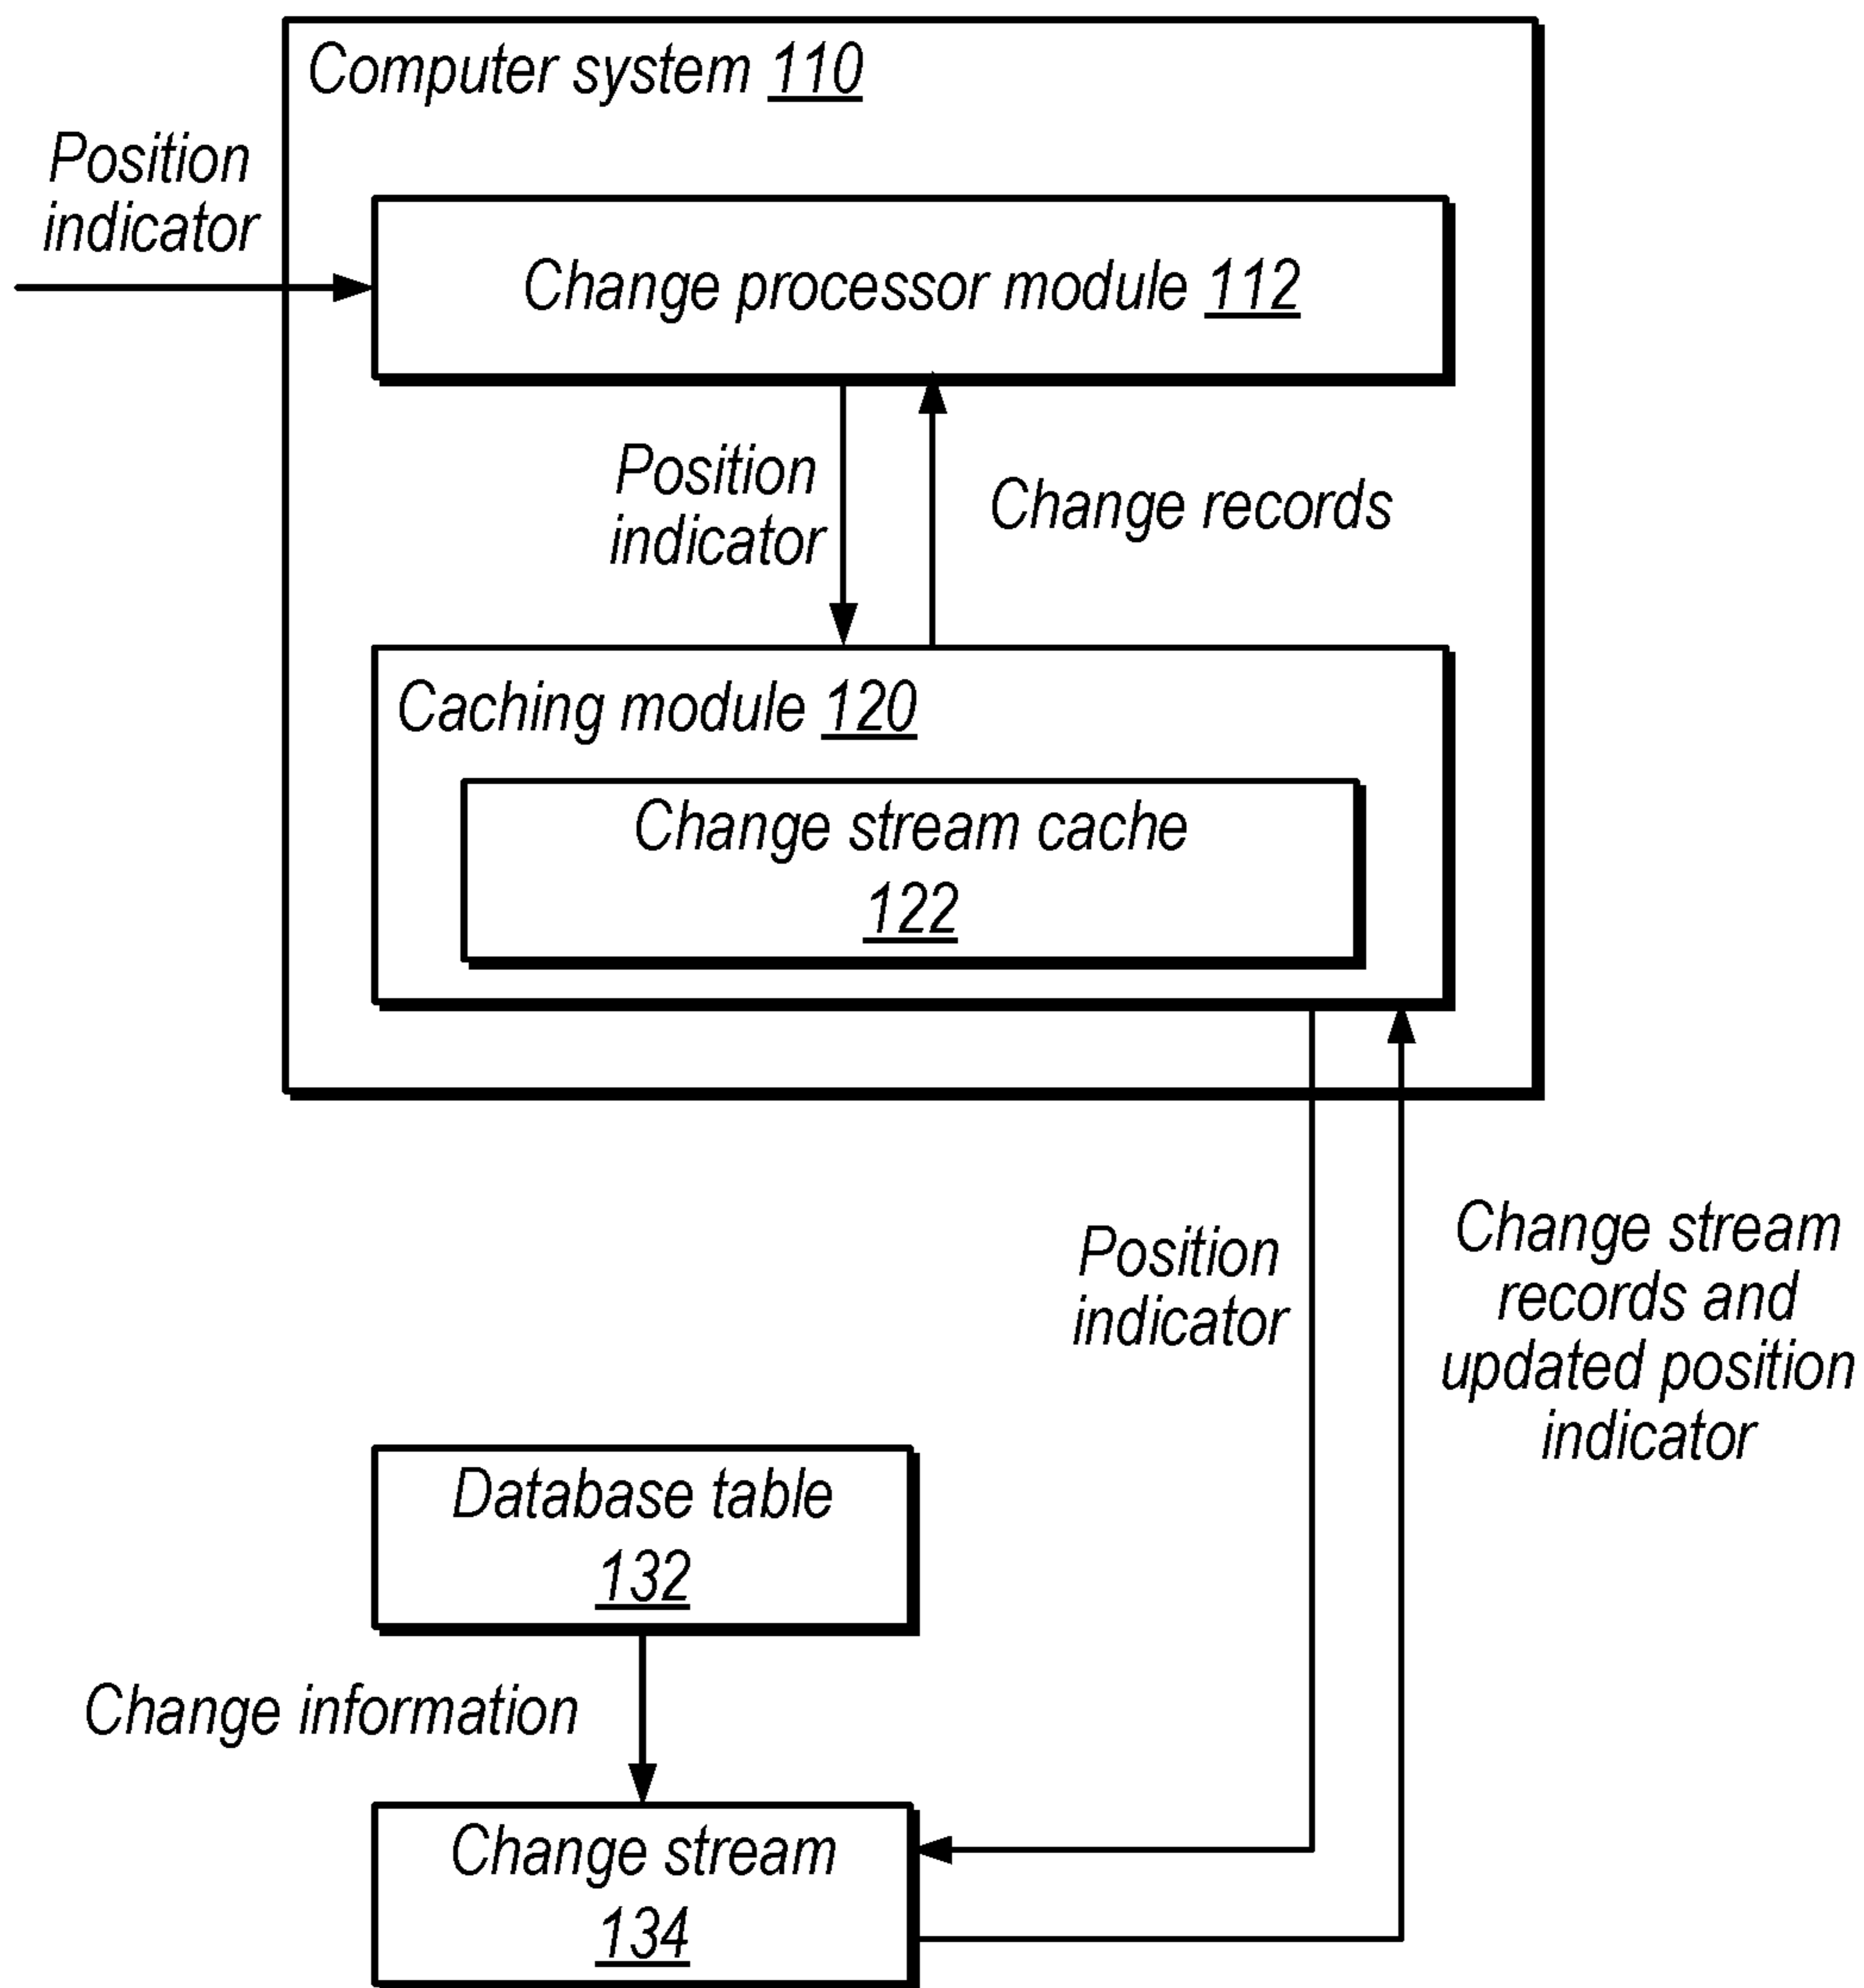 Computer system 110
Position
indicator
Change processor module 112
Position
indicator
Change records
Caching module 120
Change stream cache
122
Position
indicator
Change stream
records and
updated position
indicator
Database table
132
Change information
Change stream
134